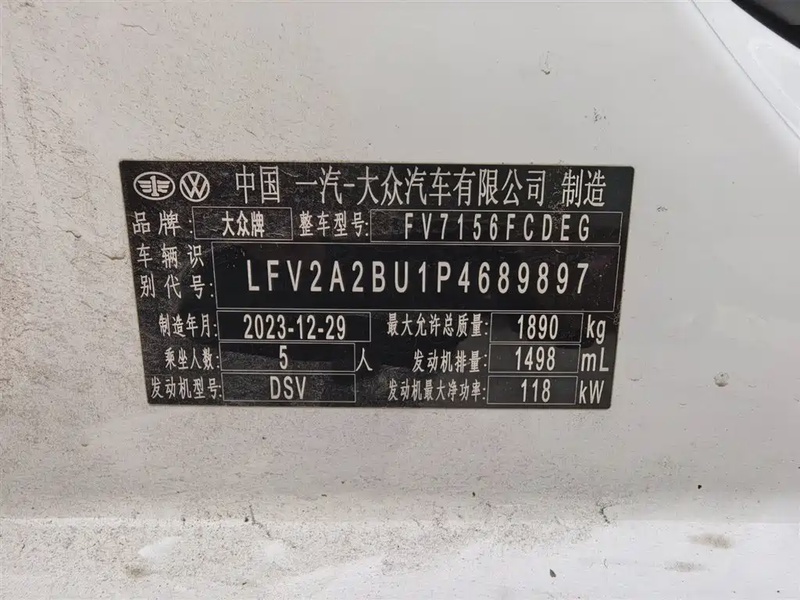 中国 一汽-大众汽车有限公司 制造
品牌: 大众牌 整车型号: FV7156FCDEG
车辆识别代号: LFV2A2BU1P4689897
制造年月: 2023-12-29 最大允许总质量: 1890 kg
乘坐人数: 5 人 发动机排量: 1498 mL
发动机型号: DSV 发动机最大净功率: 118 kW